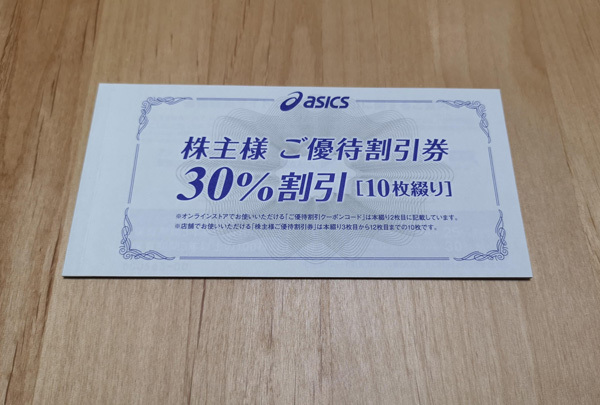 asics
株主様 ご優待割引券
30%割引[10枚綴り]
※オンラインストアでお使いいただける「ご優待割引クーポンコード」は本綴り2枚目に記載しています。
※店舗でお使いいただける「株主様ご優待割引券」は本綴り3枚目から12枚目までの10枚です。